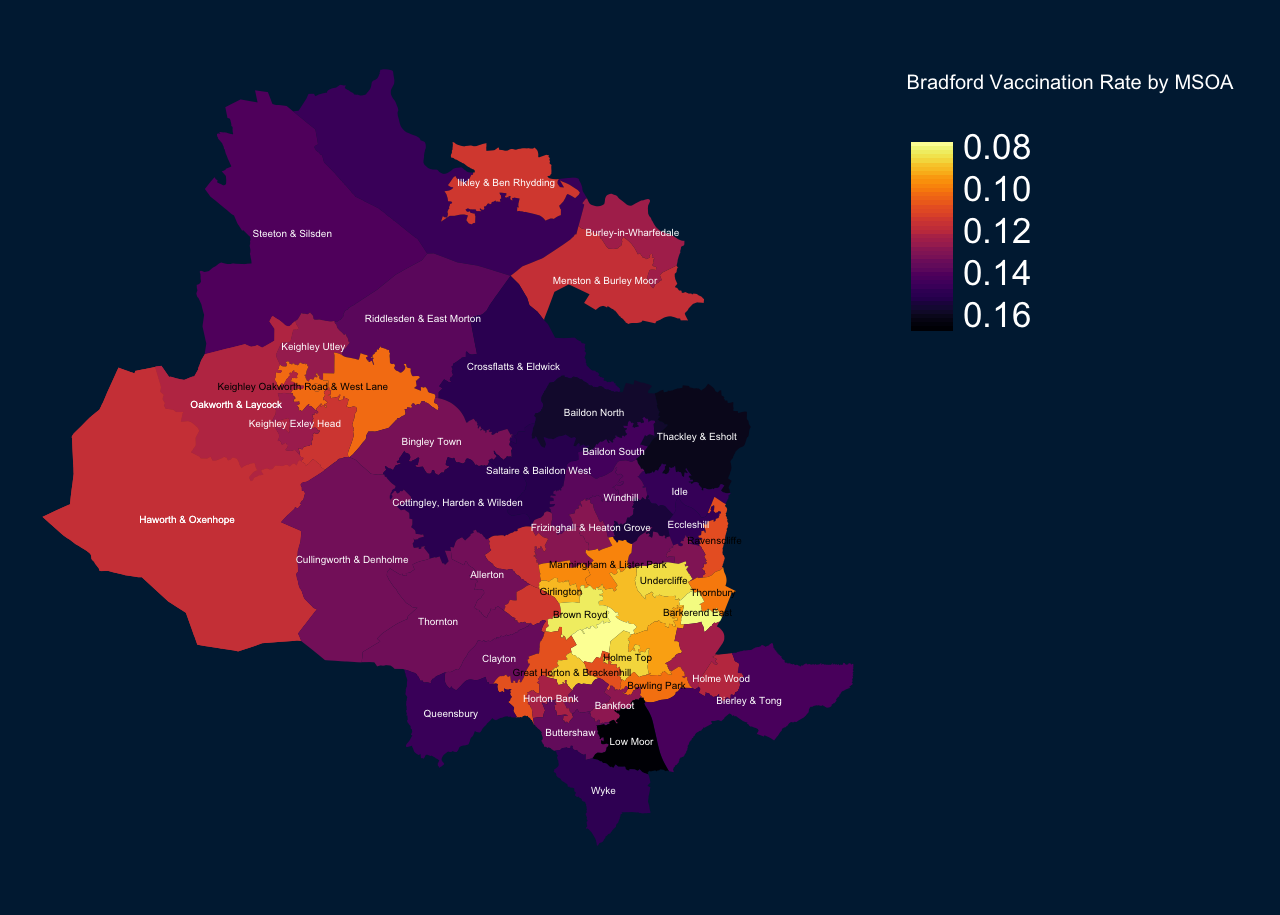 Bradford Vaccination Rate by MSOA
0.08
0.10
0.12
0.14
0.16
Ilkley & Ben Rhydding
Steeton & Silsden
Burley-in-Wharfedale
Menston & Burley Moor
Riddlesden & East Morton
Keighley Utley
Crossflatts & Eldwick
Keighley Oakworth Road & West Lane
Oakworth & Laycock
Baildon North
Keighley Exley Head
Thackley & Esholt
Bingley Town
Baildon South
Saltaire & Baildon West
Idle
Windhill
Cottingley, Harden & Wilsden
Haworth & Oxenhope
Eccleshill
Frizinghall & Heaton Grove
Ravenscliffe
Cullingworth & Denholme
Manningham & Lister Park
Allerton
Undercliffe
Girlington
Thornbury
Barkerend East
Brown Royd
Thornton
Holme Top
Clayton
Great Horton & Brackenhill
Holme Wood
Bowling Park
Horton Bank
Bierley & Tong
Bankfoot
Queensbury
Buttershaw
Low Moor
Wyke